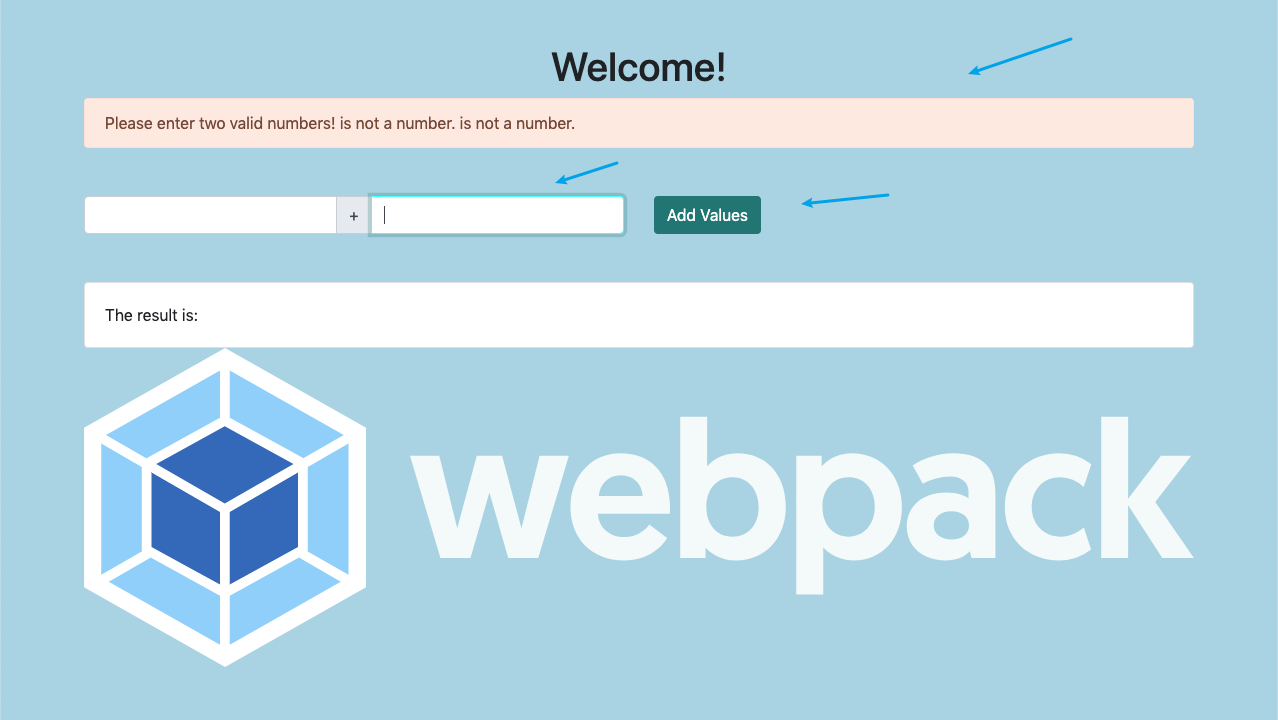 Welcome!
Please enter two valid numbers! is not a number. is not a number.
+ Add Values
The result is:
webpack